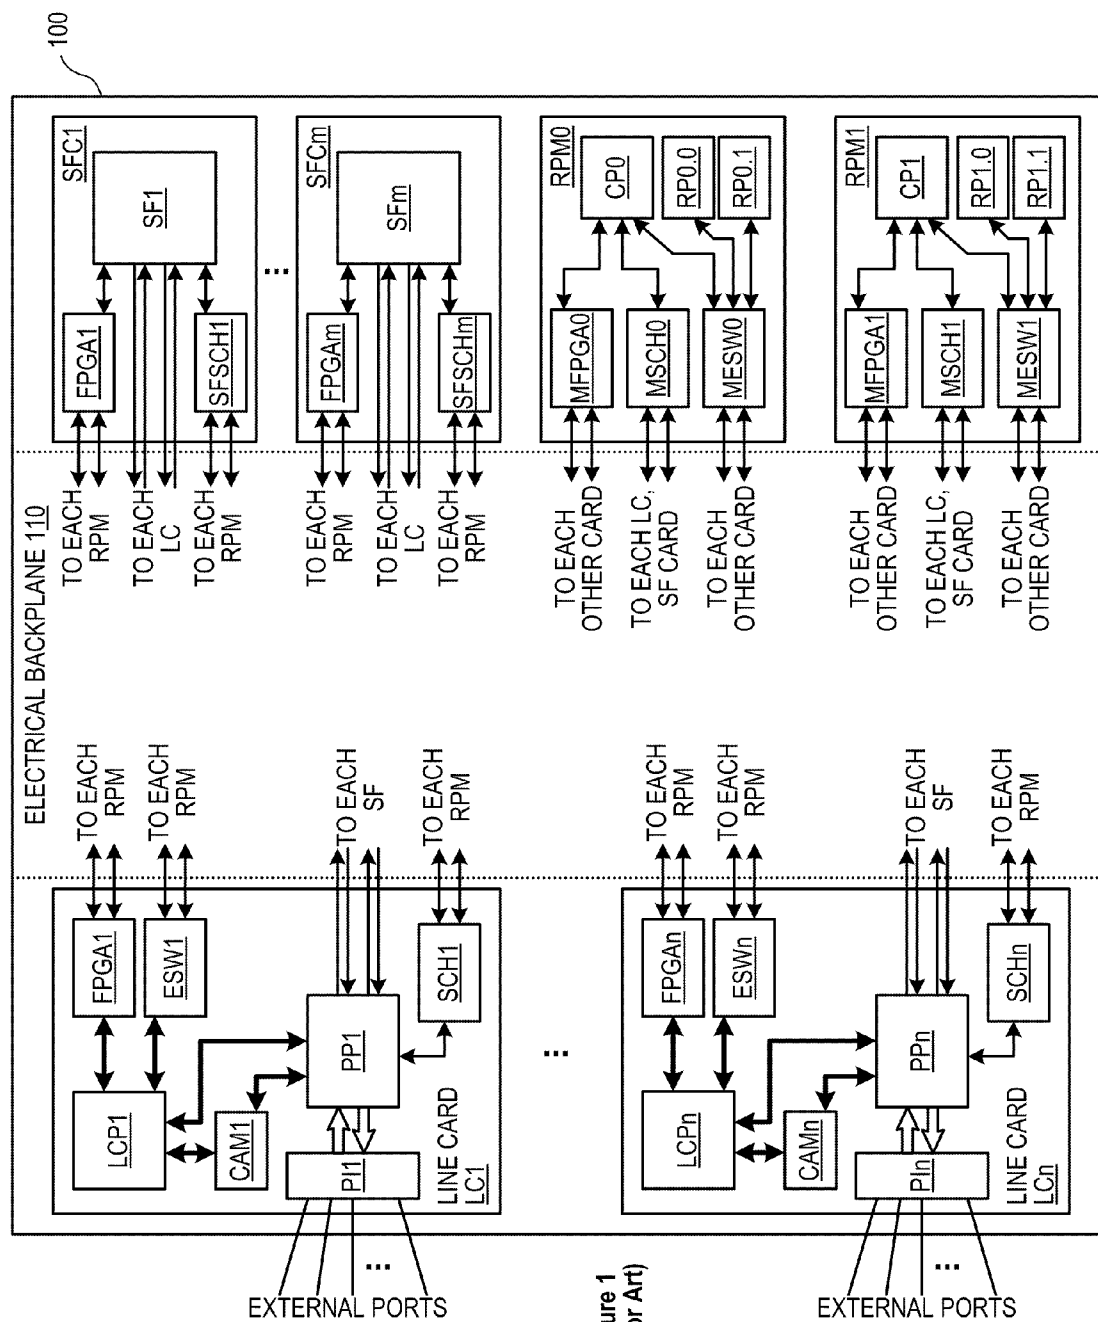 100
ELECTRICAL BACKPLANE 110
SFC1
SF1
FPGA1
SFSCH1
TO EACH
RPM
TO EACH
LC
TO EACH
RPM
...
SFCm
SFm
FPGAm
SFSCHm
TO EACH
RPM
TO EACH
LC
TO EACH
RPM
RPM0
CP0
RP0.0
RP0.1
MFPGA0
MSCH0
MESW0
TO EACH
OTHER CARD
TO EACH LC,
SF CARD
TO EACH
OTHER CARD
RPM1
CP1
RP1.0
RP1.1
MFPGA1
MSCH1
MESW1
TO EACH
OTHER CARD
TO EACH LC,
SF CARD
TO EACH
OTHER CARD
TO EACH
RPM
TO EACH
RPM
TO EACH
SF
TO EACH
RPM
FPGA1
ESW1
SCH1
LCP1
CAM1
PP1
PI1
LINE CARD
LC1
...
EXTERNAL PORTS
...
TO EACH
RPM
TO EACH
RPM
TO EACH
SF
TO EACH
RPM
FPGAn
ESWn
SCHn
LCPn
CAMn
PPn
PIn
LINE CARD
LCn
...
EXTERNAL PORTS
ure 1
or Art)